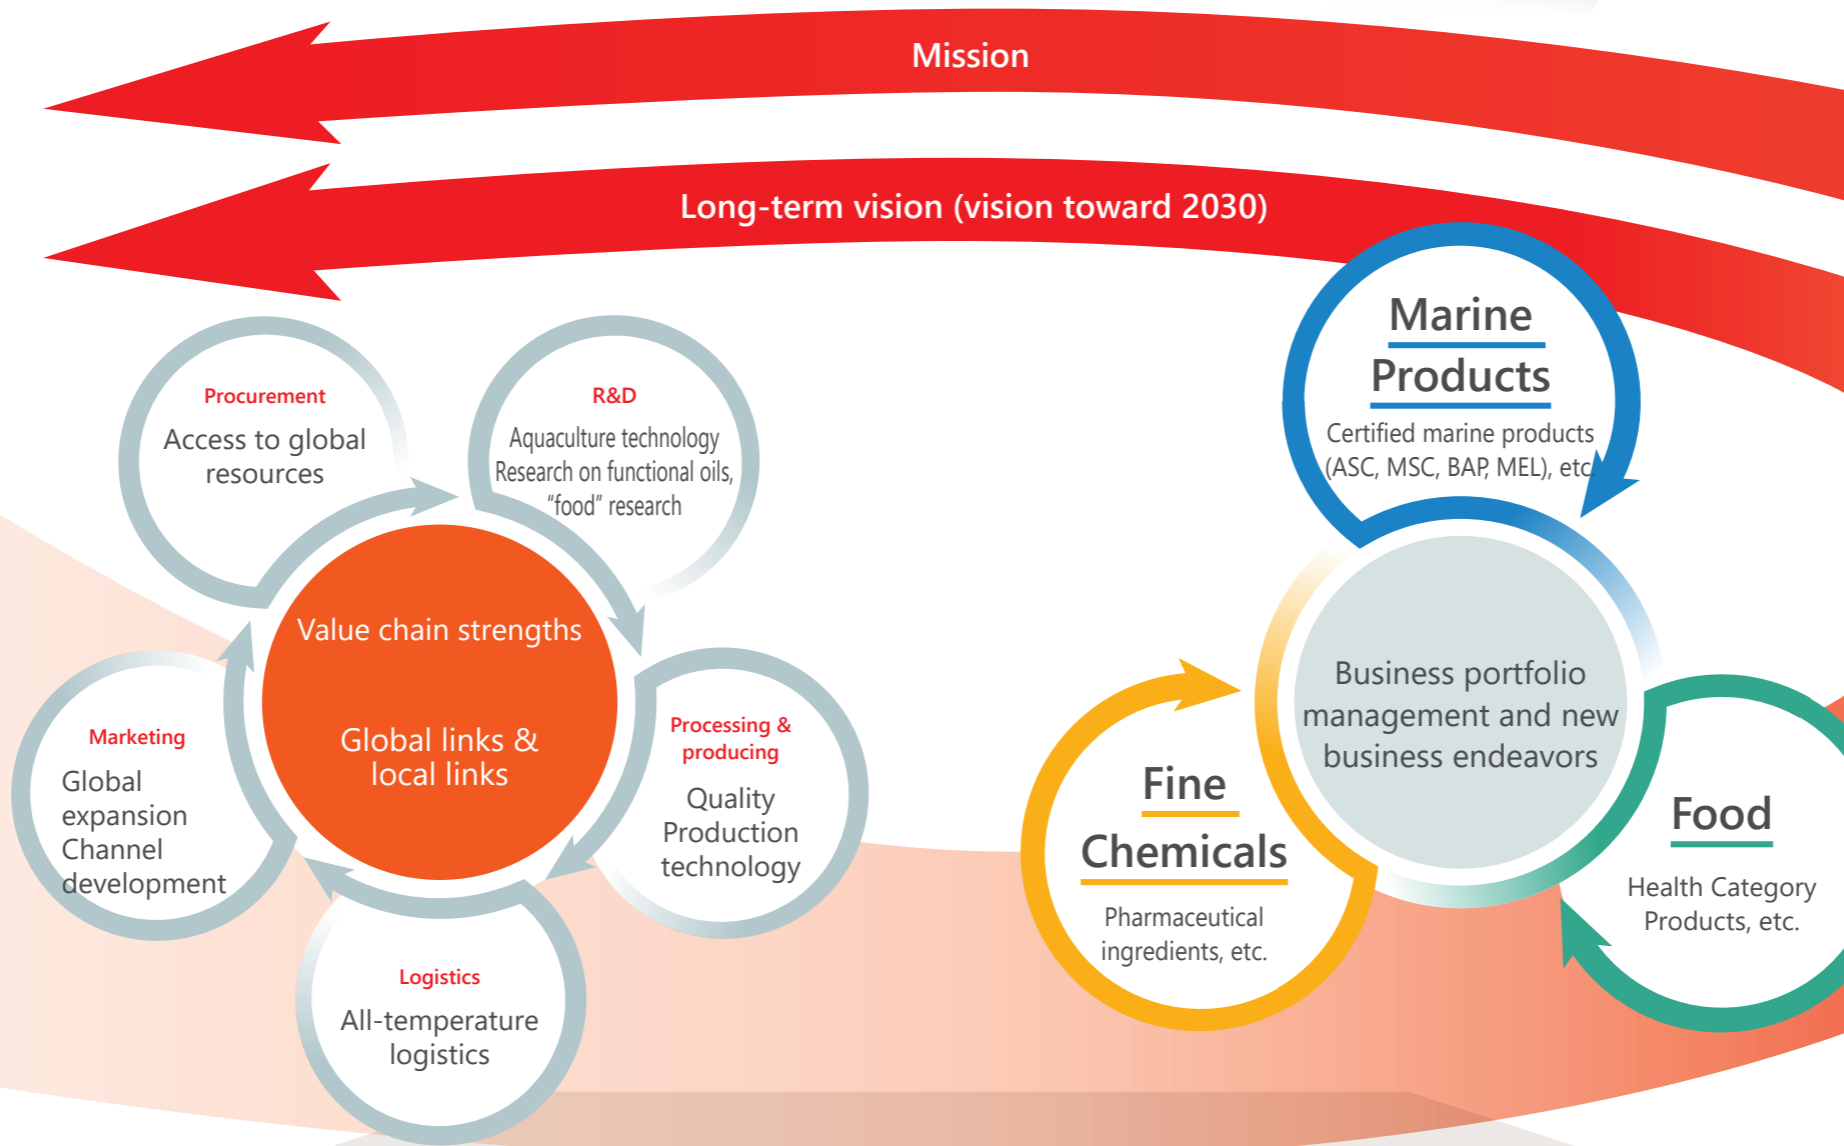 Mission
Long-term vision (vision toward 2030)
Procurement
Access to global
resources
R&D
Aquaculture technology
Research on functional oils,
“food” research
Value chain strengths
Global links &
local links
Marketing
Global
expansion
Channel
development
Processing &
producing
Quality
Production
technology
Logistics
All-temperature
logistics
Marine
Products
Certified marine products
(ASC, MSC, BAP, MEL), etc.
Business portfolio
management and new
business endeavors
Fine
Chemicals
Pharmaceutical
ingredients, etc.
Food
Health Category
Products, etc.